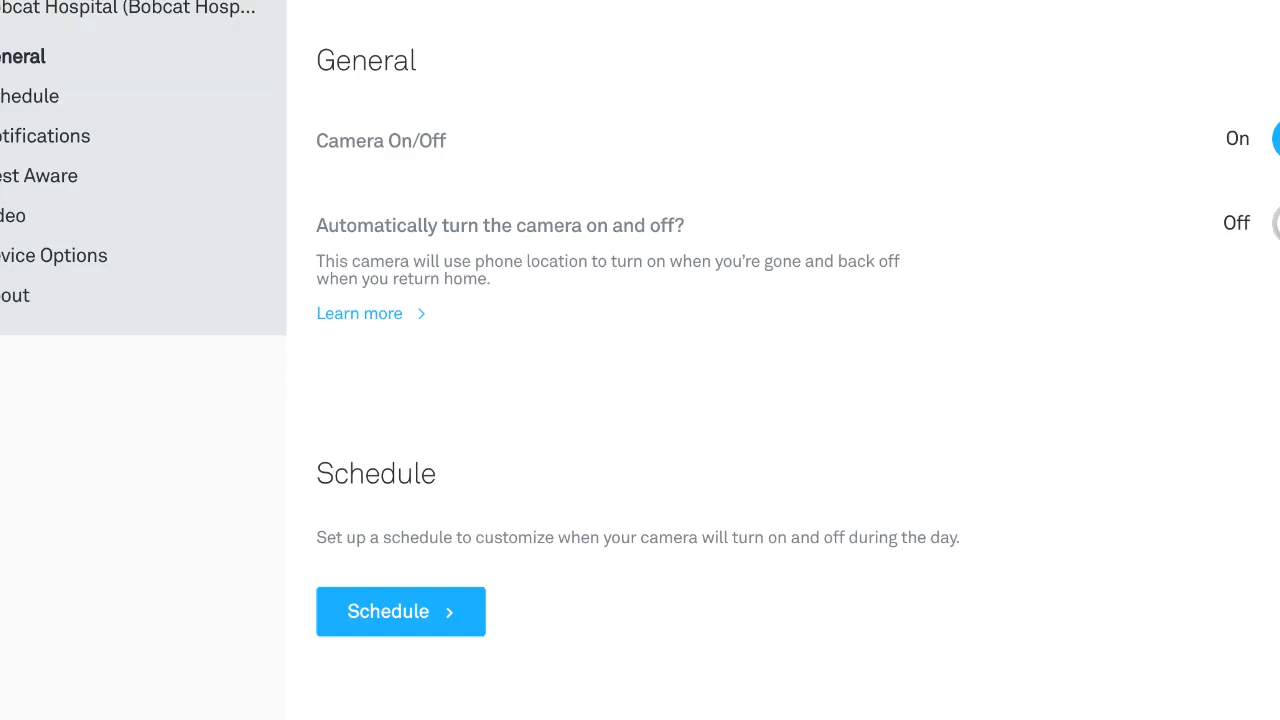 bcat Hospital (Bobcat Hosp...
neral
hedule
tifications
st Aware
deo
vice Options
out
General
Camera On/Off
On
Automatically turn the camera on and off?
Off
This camera will use phone location to turn on when you’re gone and back off
when you return home.
Learn more
Schedule
Set up a schedule to customize when your camera will turn on and off during the day.
Schedule